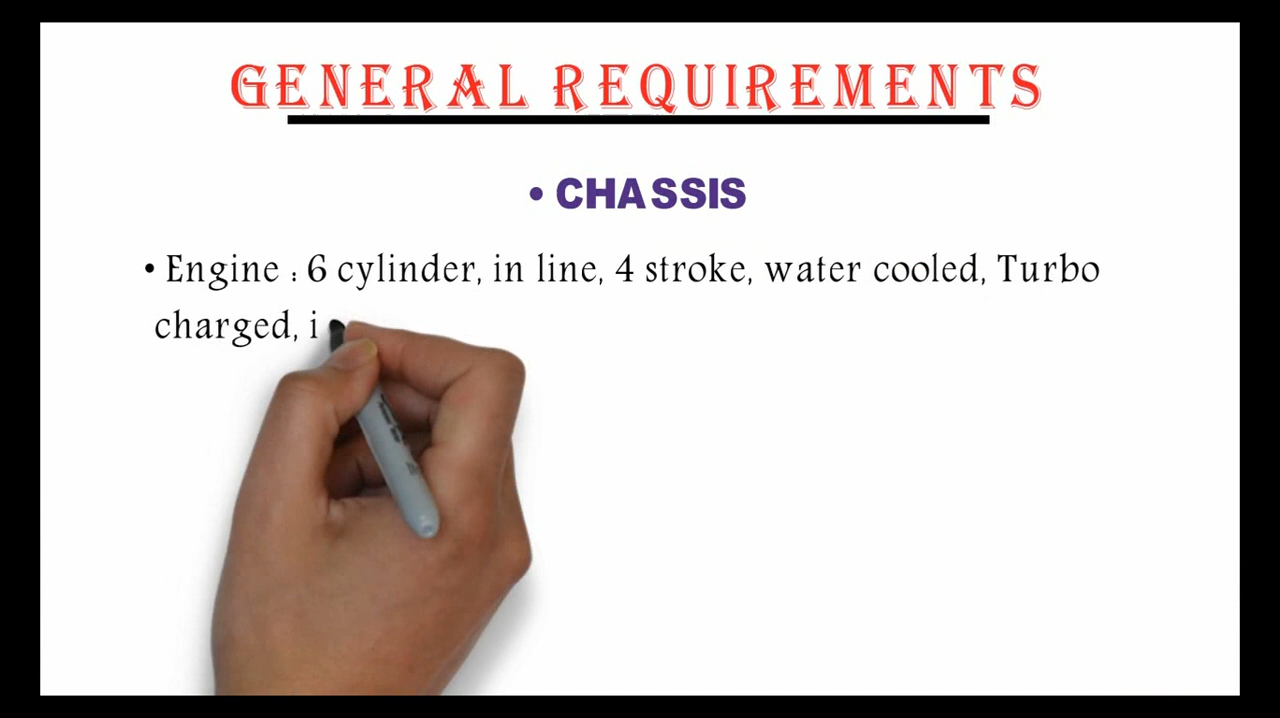 GENERAL REQUIREMENTS
• CHASSIS
• Engine : 6 cylinder, in line, 4 stroke, water cooled, Turbo
charged, i